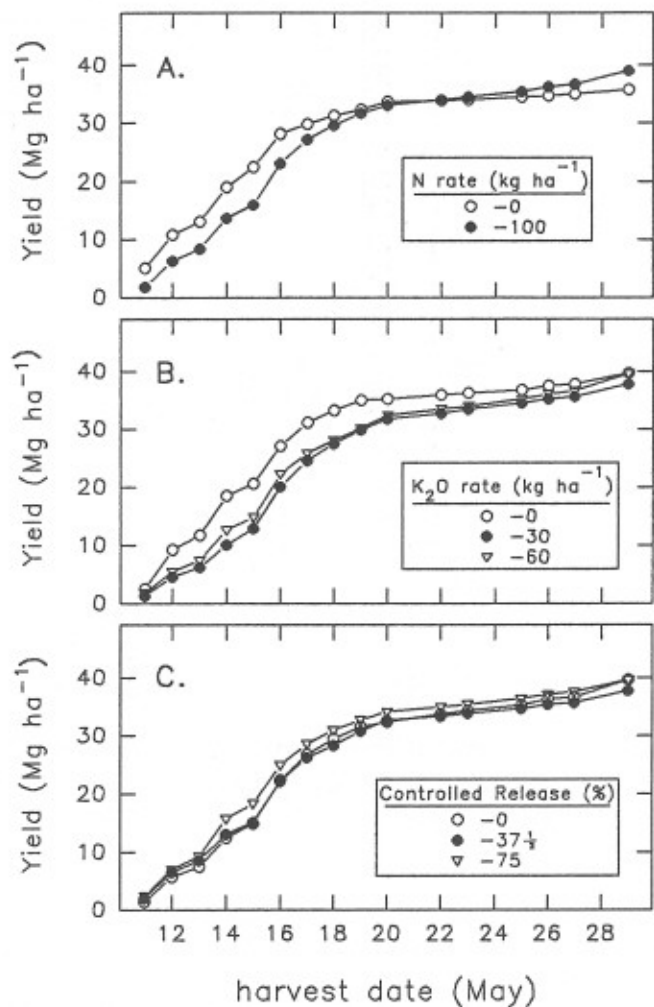 A.
Yield (Mg ha⁻¹)
40
30
20
10
0
N rate (kg ha⁻¹)
○ -0
● -100
B.
Yield (Mg ha⁻¹)
40
30
20
10
0
K₂O rate (kg ha⁻¹)
○ -0
● -30
▽ -60
C.
Yield (Mg ha⁻¹)
40
30
20
10
0
Controlled Release (%)
○ -0
● -37½
▽ -75
12 14 16 18 20 22 24 26 28
harvest date (May)